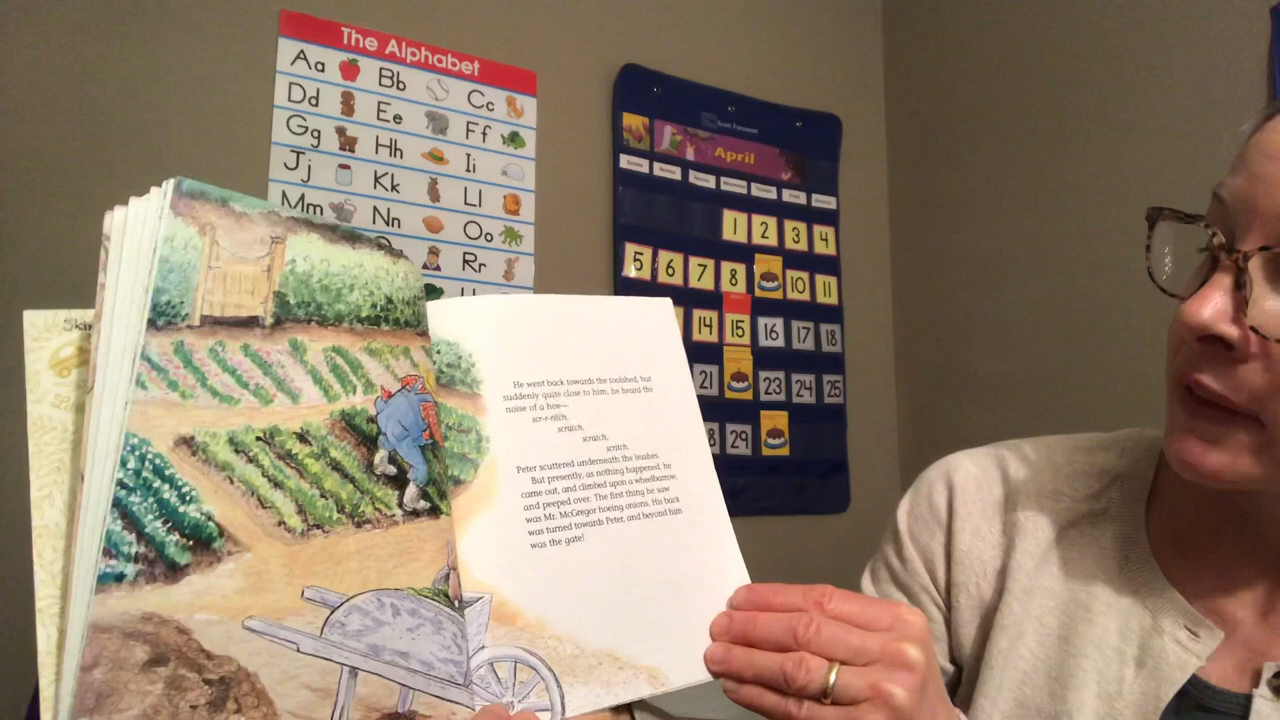 The Alphabet
Aa Bb Cc
Dd Ee Ff
Gg Hh Ii
Jj Kk Ll
Mm Nn Oo
Rr
Scott Foresman
April
1 2 3 4
5 6 7 8 10 11
14 15 16 17 18
21 23 24 25
8 29
He went back towards the toolshed, but
suddenly quite close to him, he heard the
noise of a hoe—
scr-r-ritch,
scratch,
scratch,
scritch.
Peter scuttered underneath the bushes.
But presently, as nothing happened, he
came out, and climbed upon a wheelbarrow,
and peeped over. The first thing he saw
was Mr. McGregor hoeing onions. His back
was turned towards Peter, and beyond him
was the gate!